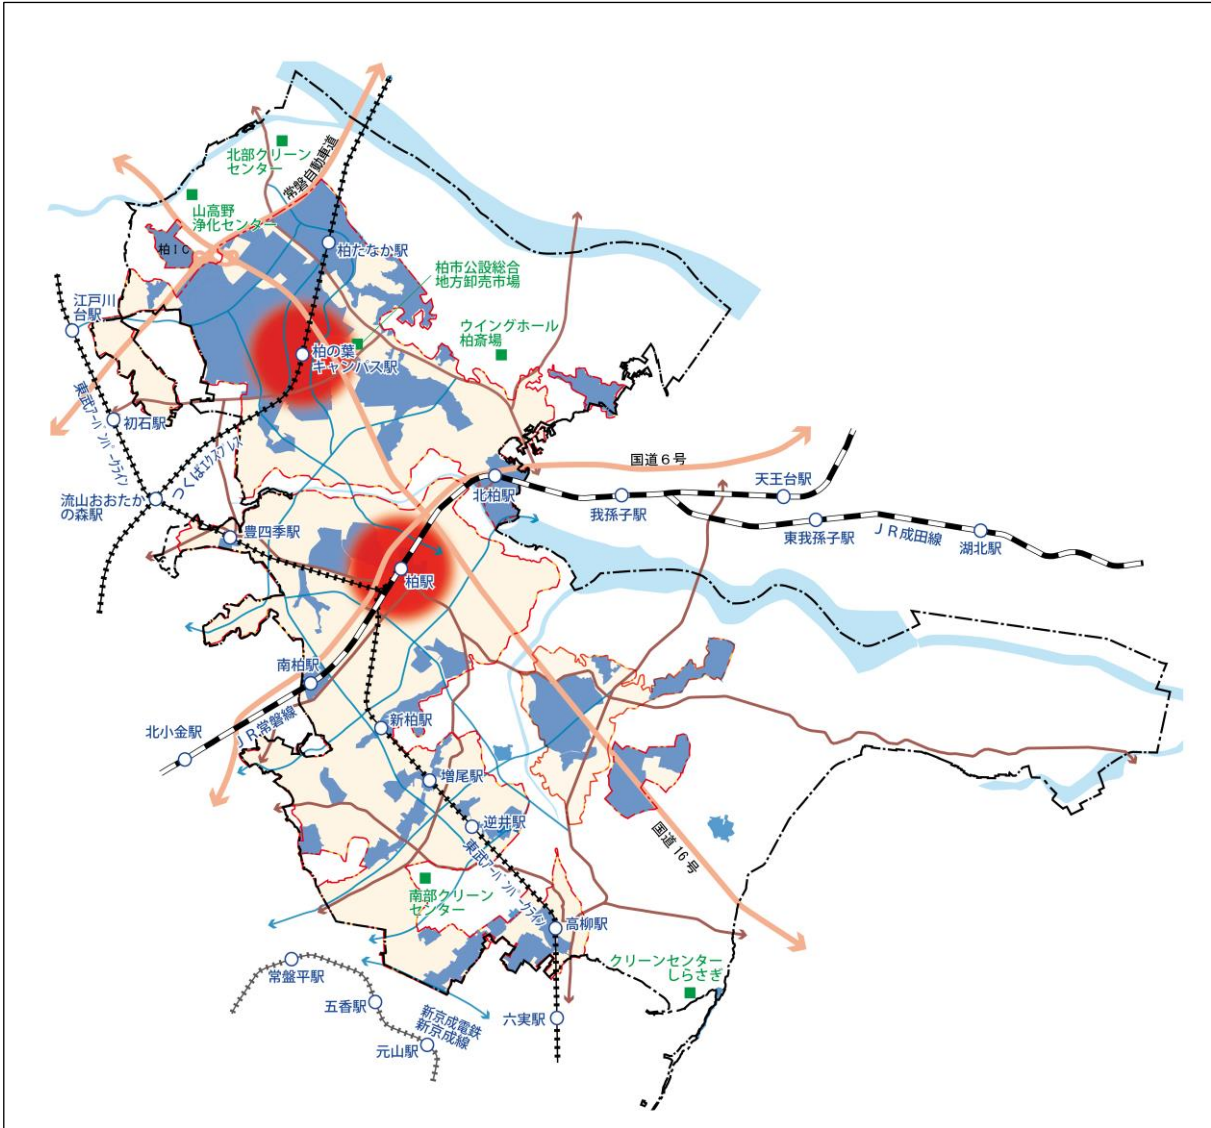 北部クリーン
センター
常磐自動車道
山高野
浄化センター
柏ＩＣ
柏たなか駅
柏市公設総合
地方卸売市場
江戸川
台駅
ウイングホール
柏斎場
柏の葉
キャンパス駅
東武アーバンパークライン
初石駅
つくばエクスプレス
国道６号
天王台駅
北柏駅
流山おおたか
の森駅
我孫子駅
豊四季駅
東我孫子駅
ＪＲ成田線
湖北駅
柏駅
南柏駅
新柏駅
北小金駅
ＪＲ常磐線
増尾駅
逆井駅
国道16号
東武アーバンパークライン
南部クリーン
センター
高柳駅
クリーンセンター
しらさぎ
常盤平駅
五香駅
新京成電鉄
新京成線
六実駅
元山駅